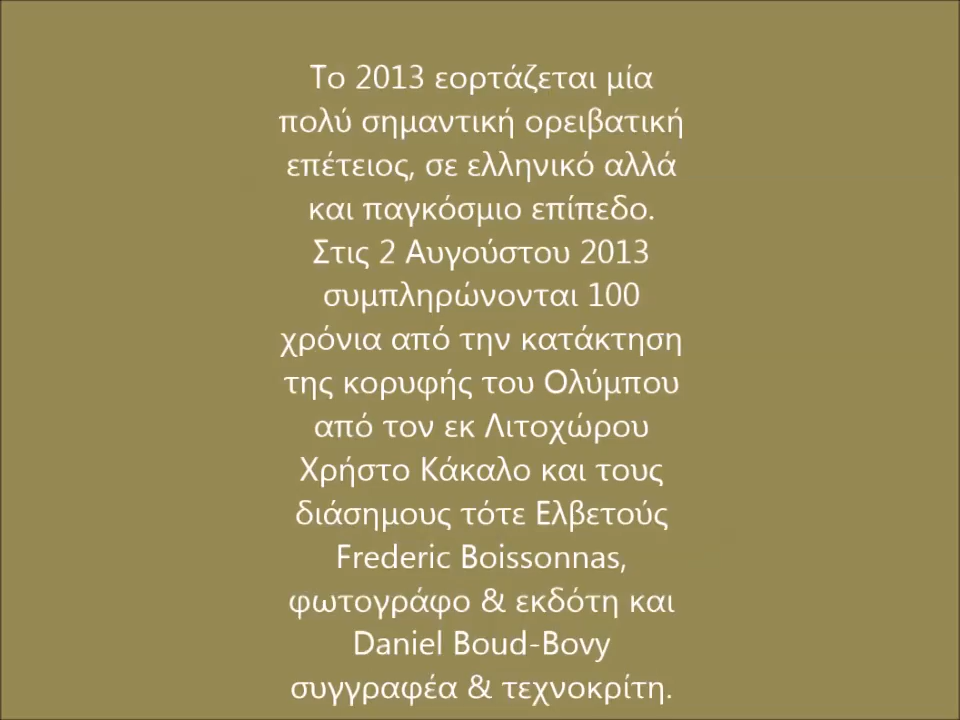 Το 2013 εορτάζεται μία
πολύ σημαντική ορειβατική
επέτειος, σε ελληνικό αλλά
και παγκόσμιο επίπεδο.
Στις 2 Αυγούστου 2013
συμπληρώνονται 100
χρόνια από την κατάκτηση
της κορυφής του Ολύμπου
από τον εκ Λιτοχώρου
Χρήστο Κάκαλο και τους
διάσημους τότε Ελβετούς
Frederic Boissonnas,
φωτογράφο & εκδότη και
Daniel Boud-Bovy
συγγραφέα & τεχνοκρίτη.